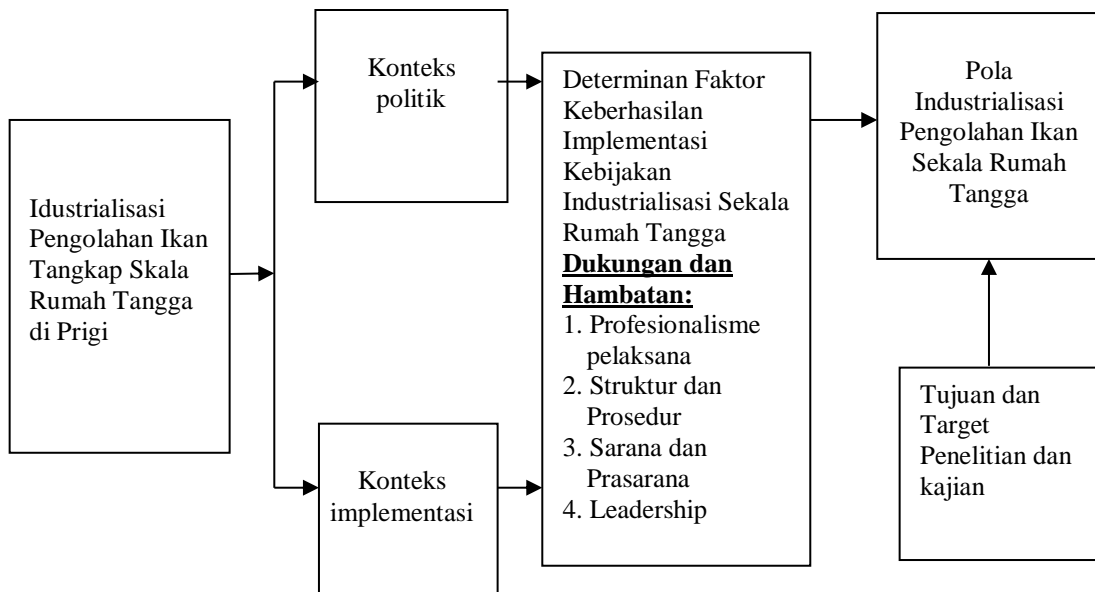 Idustrialisasi
Pengolahan Ikan
Tangkap Skala
Rumah Tangga
di Prigi
Konteks
politik
Konteks
implementasi
Determinan Faktor
Keberhasilan
Implementasi
Kebijakan
Industrialisasi Sekala
Rumah Tangga
Dukungan dan
Hambatan:
1. Profesionalisme
pelaksana
2. Struktur dan
Prosedur
3. Sarana dan
Prasarana
4. Leadership
Pola
Industrialisasi
Pengolahan Ikan
Sekala Rumah
Tangga
Tujuan dan
Target
Penelitian dan
kajian